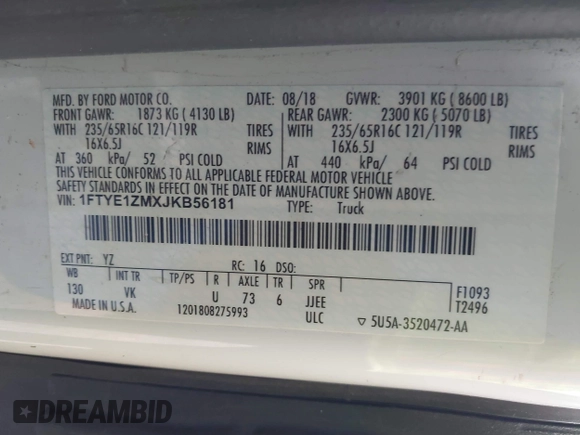 MFD. BY FORD MOTOR CO. DATE: 08/18 GVWR: 3901 KG ( 8600 LB)
FRONT GAWR: 1873 KG ( 4130 LB) REAR GAWR: 2300 KG ( 5070 LB)
WITH 235/65R16C 121/119R TIRES WITH 235/65R16C 121/119R TIRES
16X6.5J RIMS 16X6.5J RIMS
AT 360 kPa/ 52 PSI COLD AT 440 kPa/ 64 PSI COLD
THIS VEHICLE CONFORMS TO ALL APPLICABLE FEDERAL MOTOR VEHICLE
SAFETY STANDARDS IN EFFECT ON THE DATE OF MANUFACTURE SHOWN ABOVE.
VIN: 1FTYE1ZMXJKB56181 TYPE: Truck
EXT PNT: YZ RC: 16 DSO:
WB INT TR TP/PS R AXLE TR SPR F1093
130 VK U 73 6 JJEE T2496
MADE IN U.S.A. 1201808275993 ULC ▽ 5U5A-3520472-AA
DREAMBID